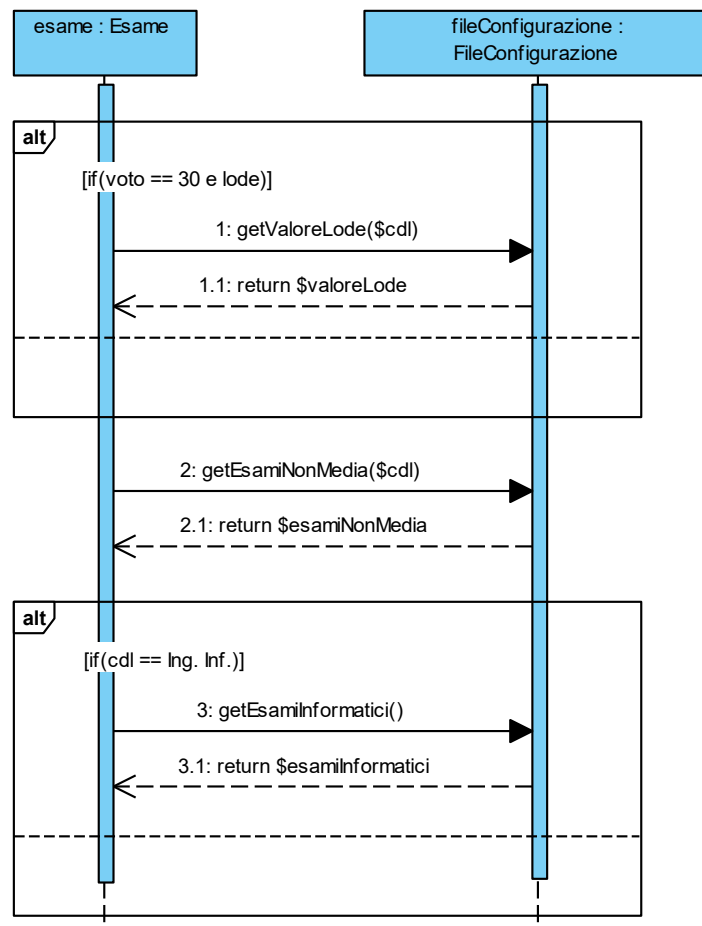 esame : Esame
fileConfigurazione :
FileConfigurazione
alt
[if(voto == 30 e lode)]
1: getValoreLode($cdl)
1.1: return $valoreLode
2: getEsamiNonMedia($cdl)
2.1: return $esamiNonMedia
alt
[if(cdl == Ing. Inf.)]
3: getEsamiInformatici()
3.1: return $esamiInformatici